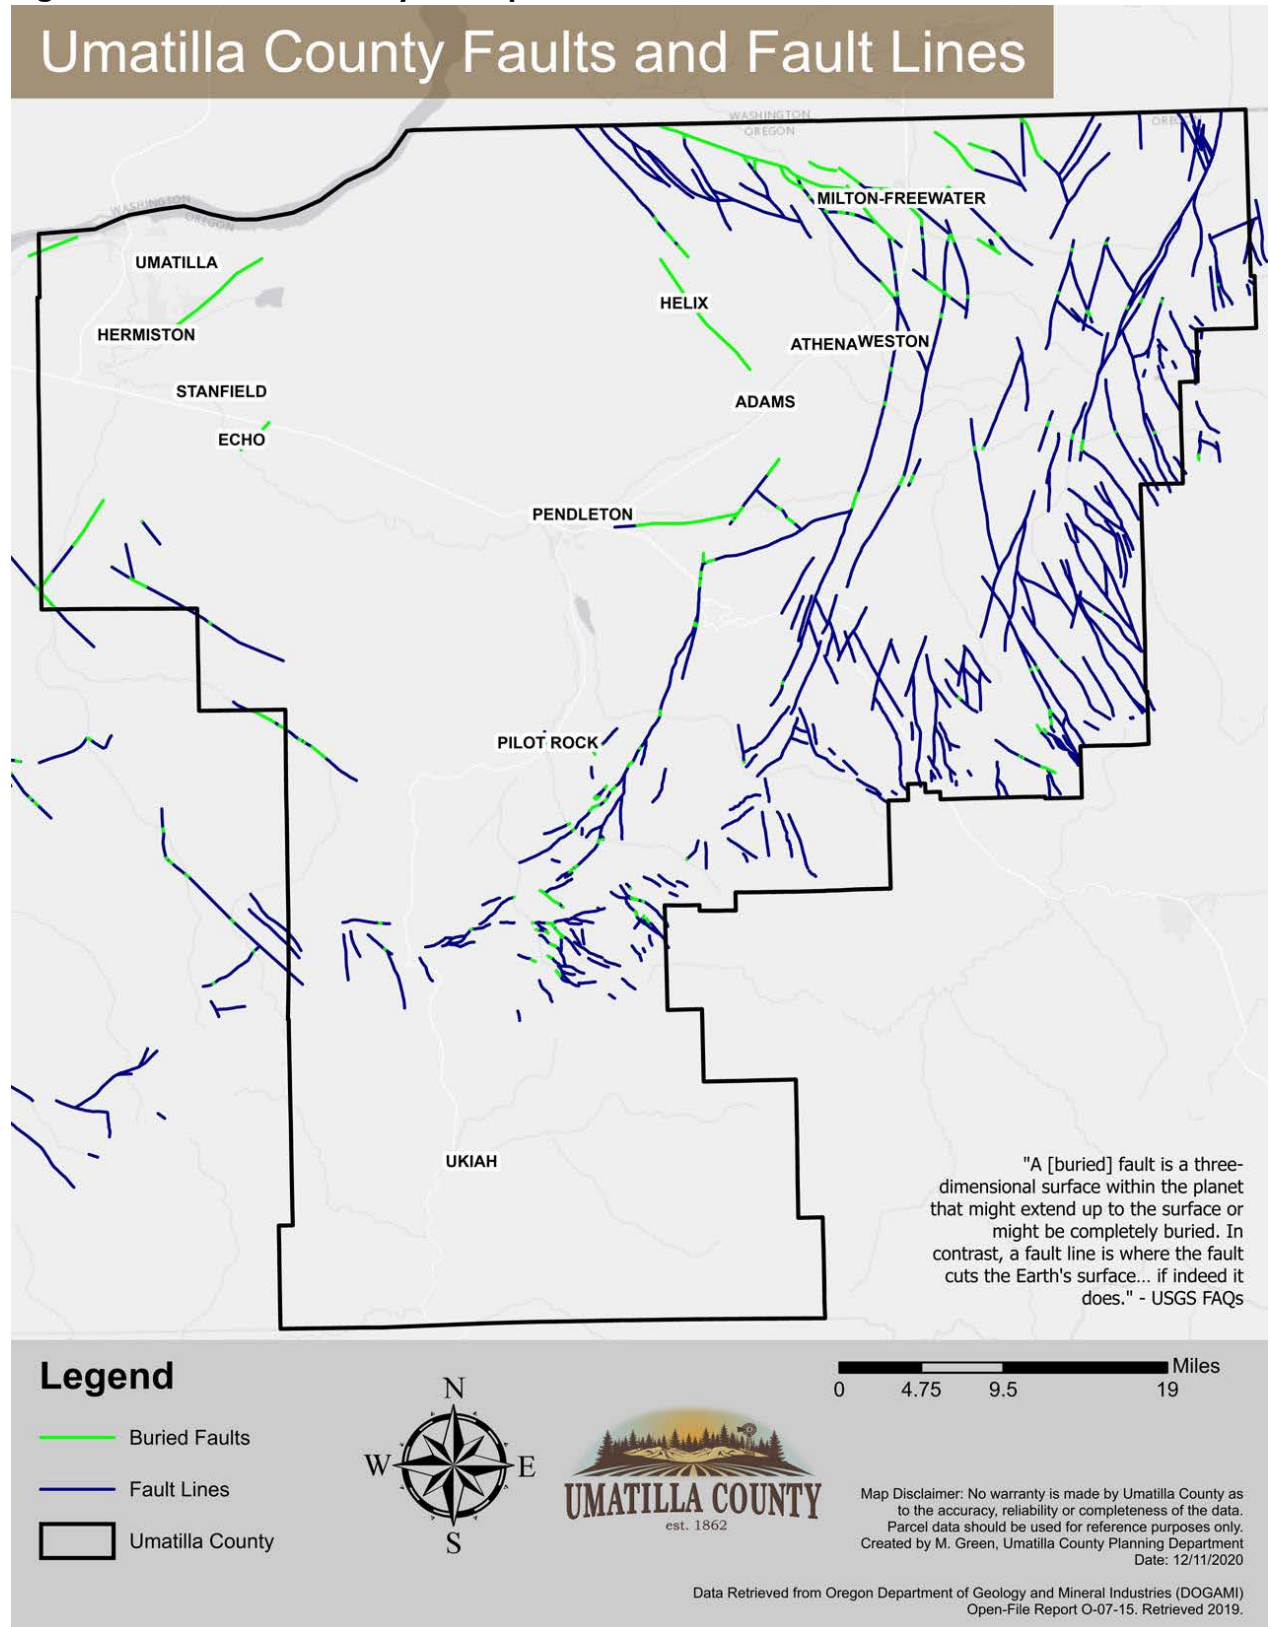 Umatilla County Faults and Fault Lines
WASHINGTON
OREGON
WASHINGTON
OREGON
MILTON-FREEWATER
UMATILLA
HELIX
HERMISTON
ATHENA
WESTON
STANFIELD
ADAMS
ECHO
PENDLETON
PILOT ROCK
UKIAH
"A [buried] fault is a three-
dimensional surface within the planet
that might extend up to the surface or
might be completely buried. In
contrast, a fault line is where the fault
cuts the Earth's surface... if indeed it
does." - USGS FAQs
Legend
Buried Faults
Fault Lines
Umatilla County
N
W
E
S
UMATILLA COUNTY
est. 1862
Miles
0 4.75 9.5 19
Map Disclaimer: No warranty is made by Umatilla County as
to the accuracy, reliability or completeness of the data.
Parcel data should be used for reference purposes only.
Created by M. Green, Umatilla County Planning Department
Date: 12/11/2020
Data Retrieved from Oregon Department of Geology and Mineral Industries (DOGAMI)
Open-File Report O-07-15. Retrieved 2019.